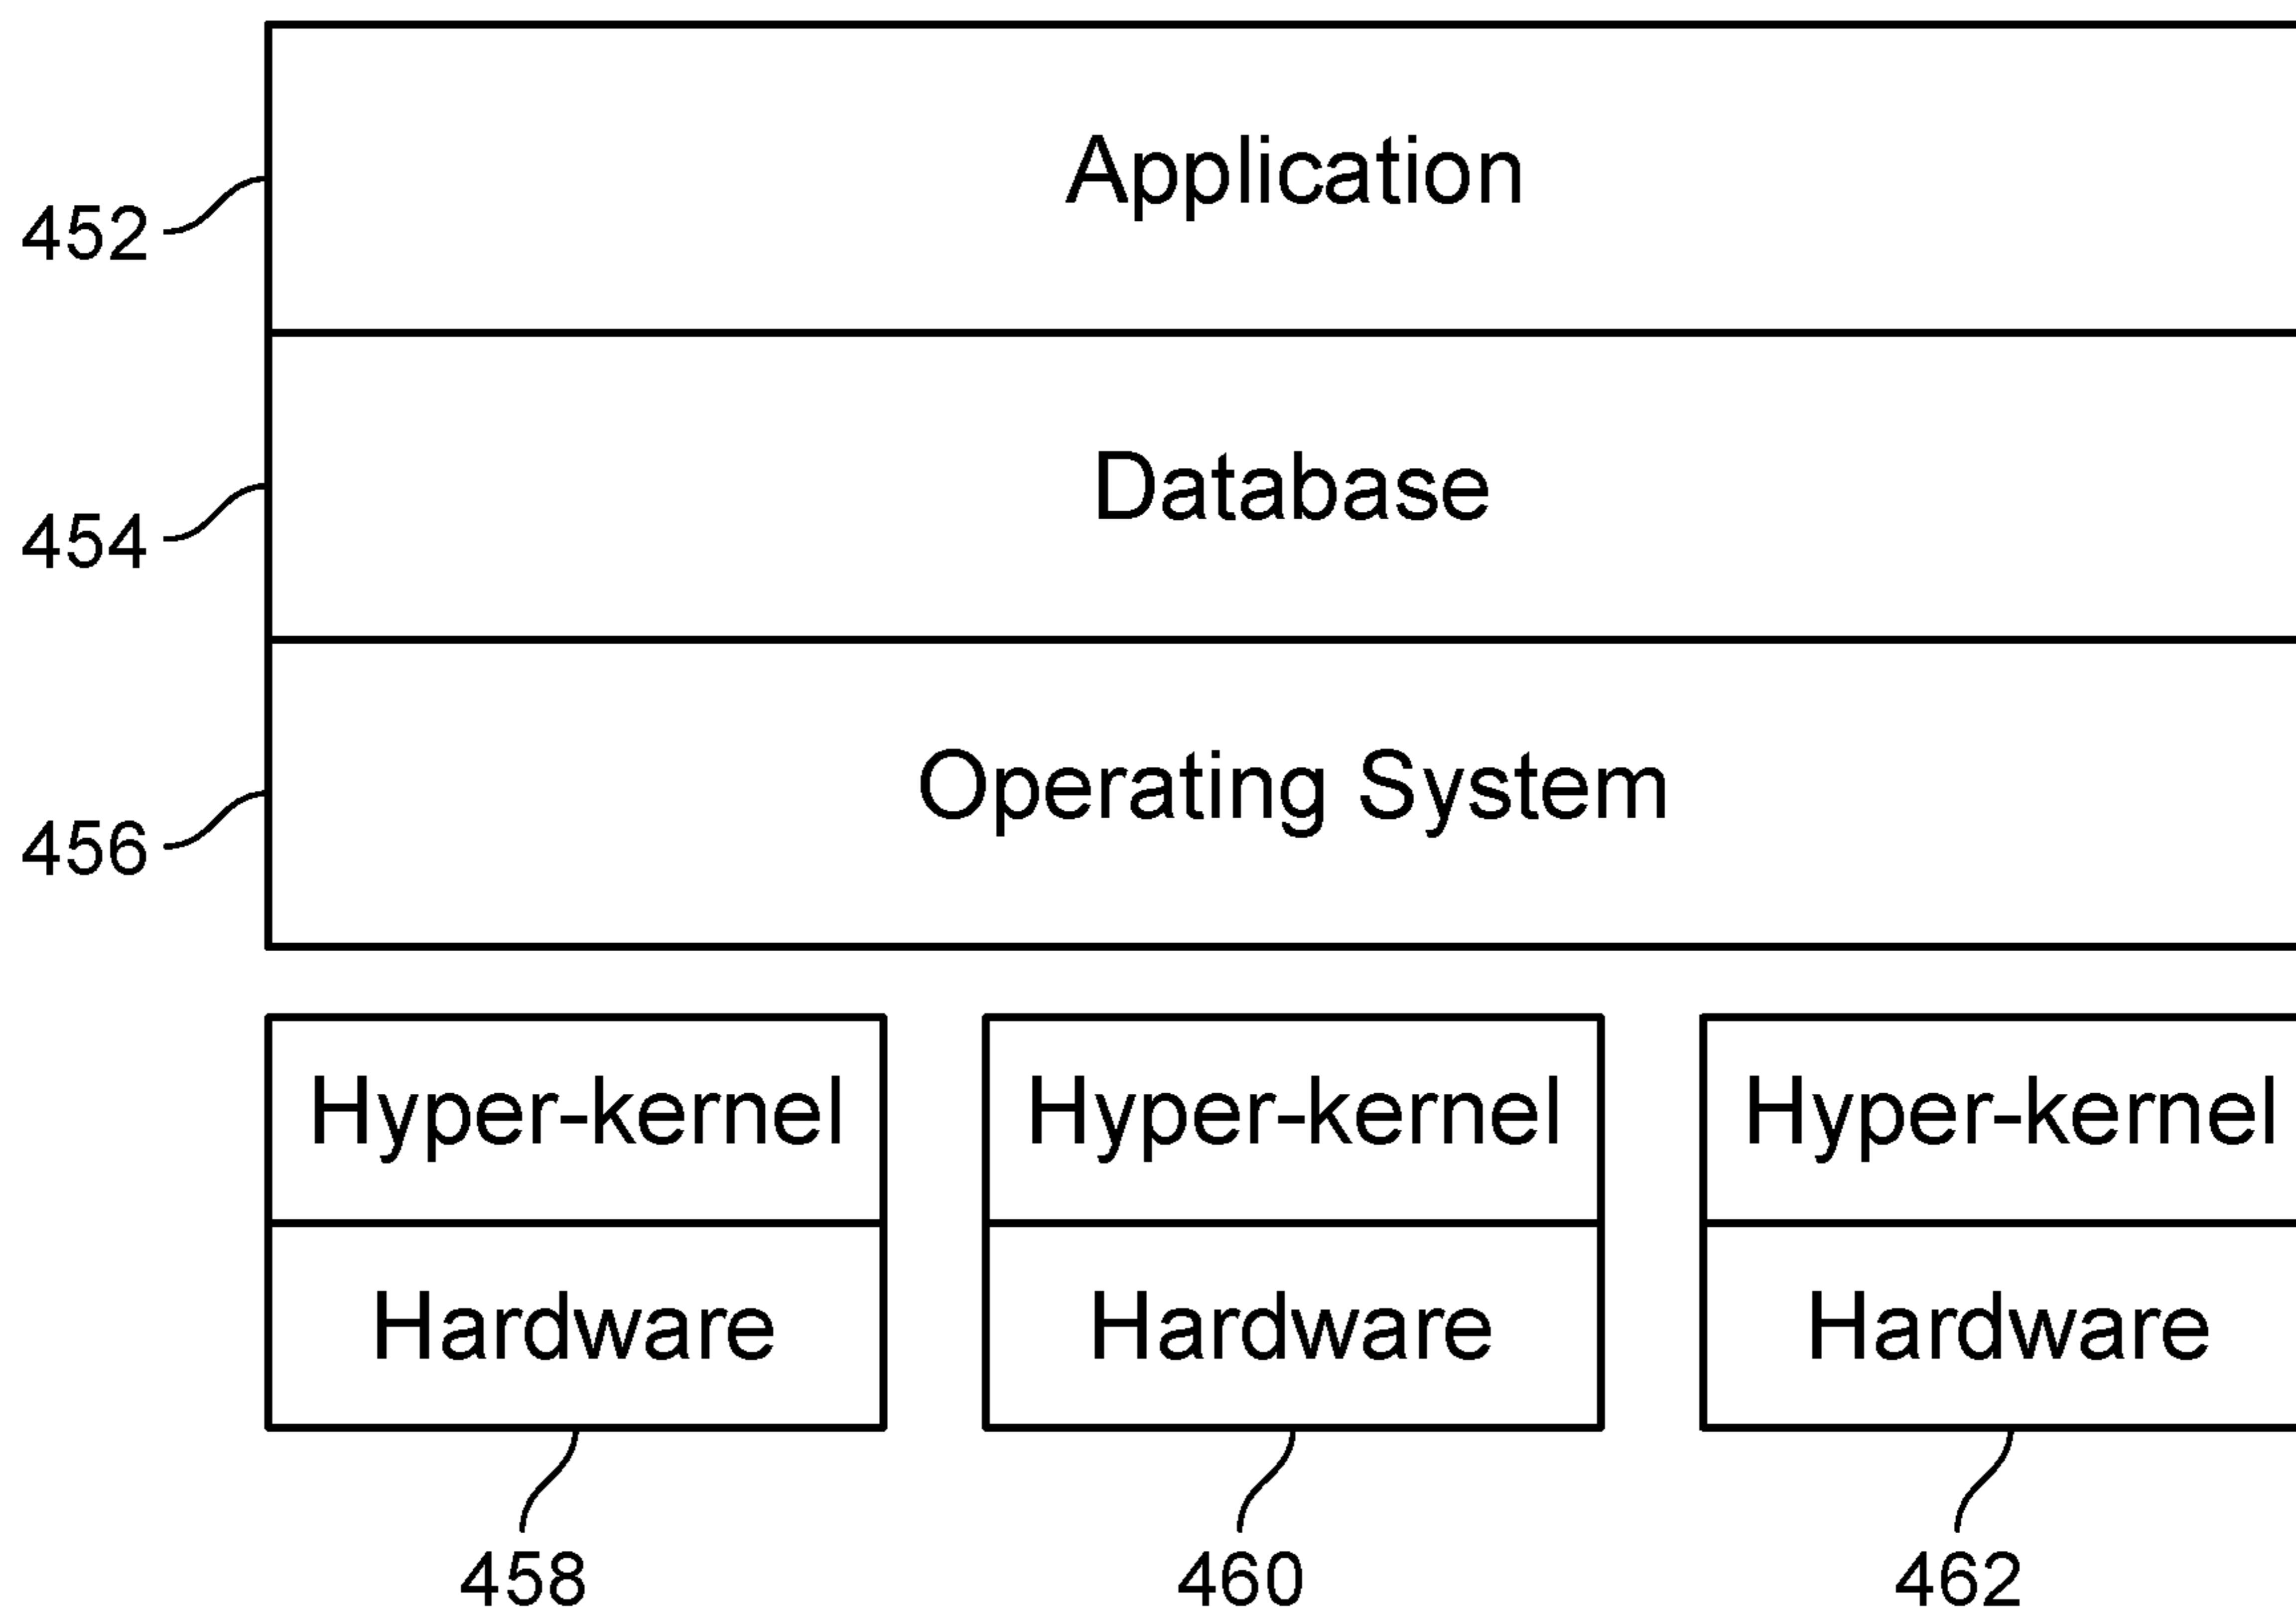 Application
452
Database
454
Operating System
456
Hyper-kernel Hyper-kernel Hyper-kernel
Hardware Hardware Hardware
458 460 462